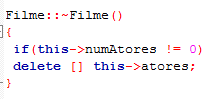 Filme::~Filme()
{
if(this->numAtores != 0)
delete [] this->atores;
}